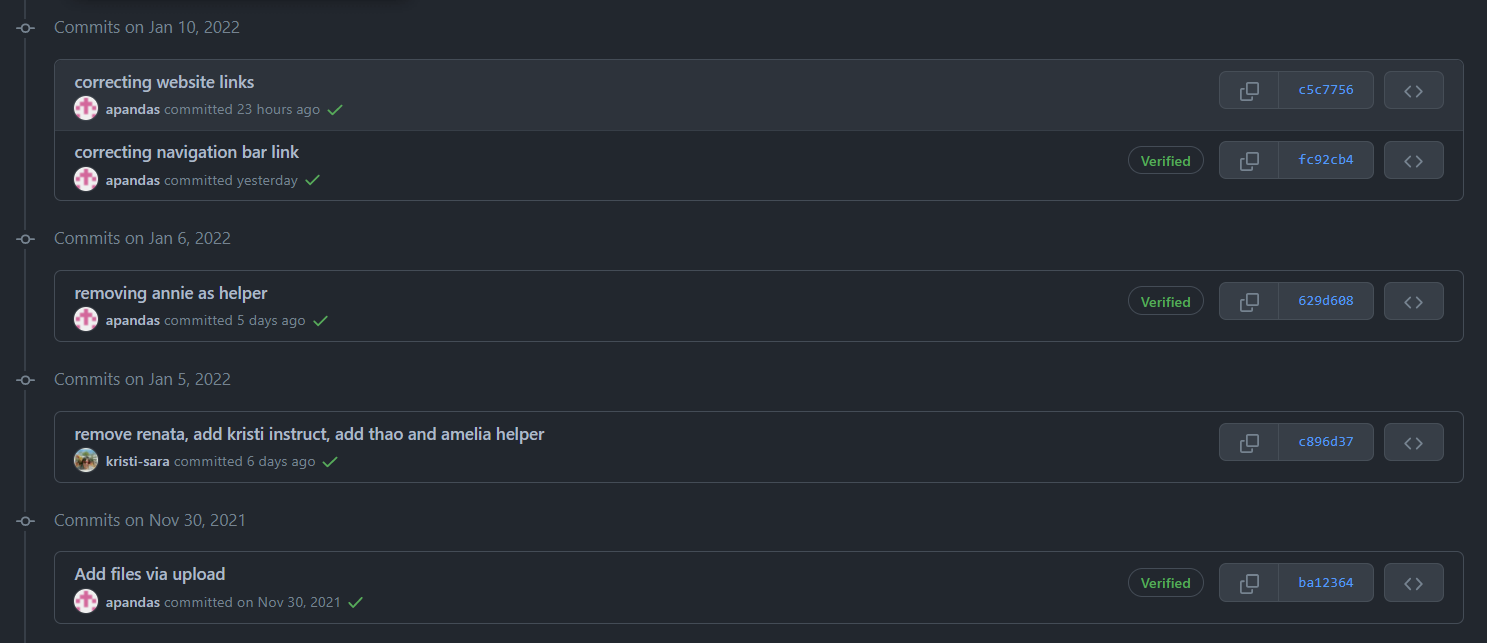 Commits on Jan 10, 2022
correcting website links
apandas committed 23 hours ago
c5c7756
correcting navigation bar link
apandas committed yesterday
Verified
fc92cb4
Commits on Jan 6, 2022
removing annie as helper
apandas committed 5 days ago
Verified
629d608
Commits on Jan 5, 2022
remove renata, add kristi instruct, add thao and amelia helper
kristi-sara committed 6 days ago
c896d37
Commits on Nov 30, 2021
Add files via upload
apandas committed on Nov 30, 2021
Verified
ba12364